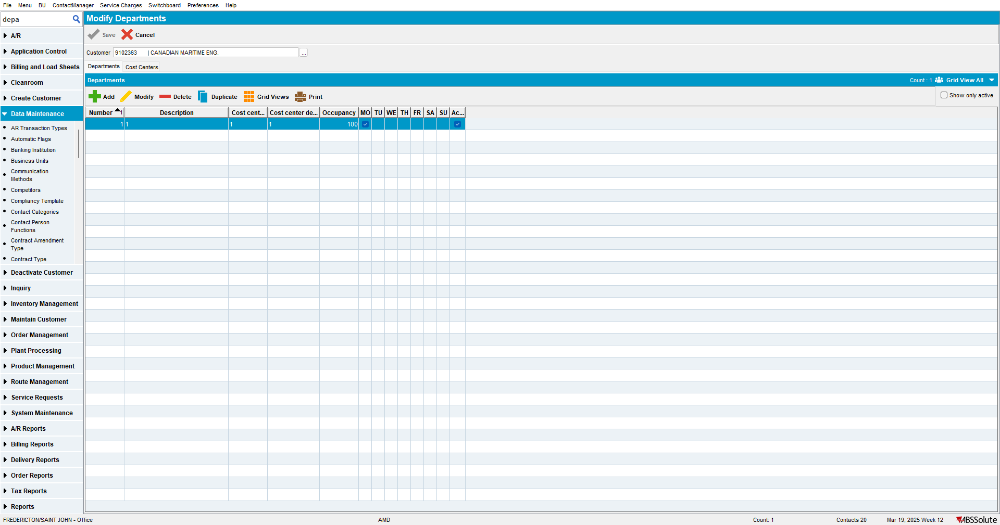 File Menu BU ContactManager Service Charges Switchboard Preferences Help
depa
Modify Departments
Save Cancel
Customer 9102363 | CANADIAN MARITIME ENG. ...
Departments Cost Centers
Departments Count : 1 Grid View All
Add Modify Delete Duplicate Grid Views Print Show only active
Number 1 Description Cost cent... Cost center de... Occupancy MO TU WE TH FR SA SU Ac...
1 1 1 1 100
A/R
Application Control
Billing and Load Sheets
Cleanroom
Create Customer
Data Maintenance
AR Transaction Types
Automatic Flags
Banking Institution
Business Units
Communication
Methods
Competitors
Compliancy Template
Contact Categories
Contact Person
Functions
Contract Amendment
Type
Contract Type
Deactivate Customer
Inquiry
Inventory Management
Maintain Customer
Order Management
Plant Processing
Product Management
Route Management
Service Requests
System Maintenance
A/R Reports
Billing Reports
Delivery Reports
Order Reports
Tax Reports
Reports
FREDERICTON/SAINT JOHN - Office AMD Count: 1 Contacts 20 Mar 19, 2025 Week 12 ABSSolute